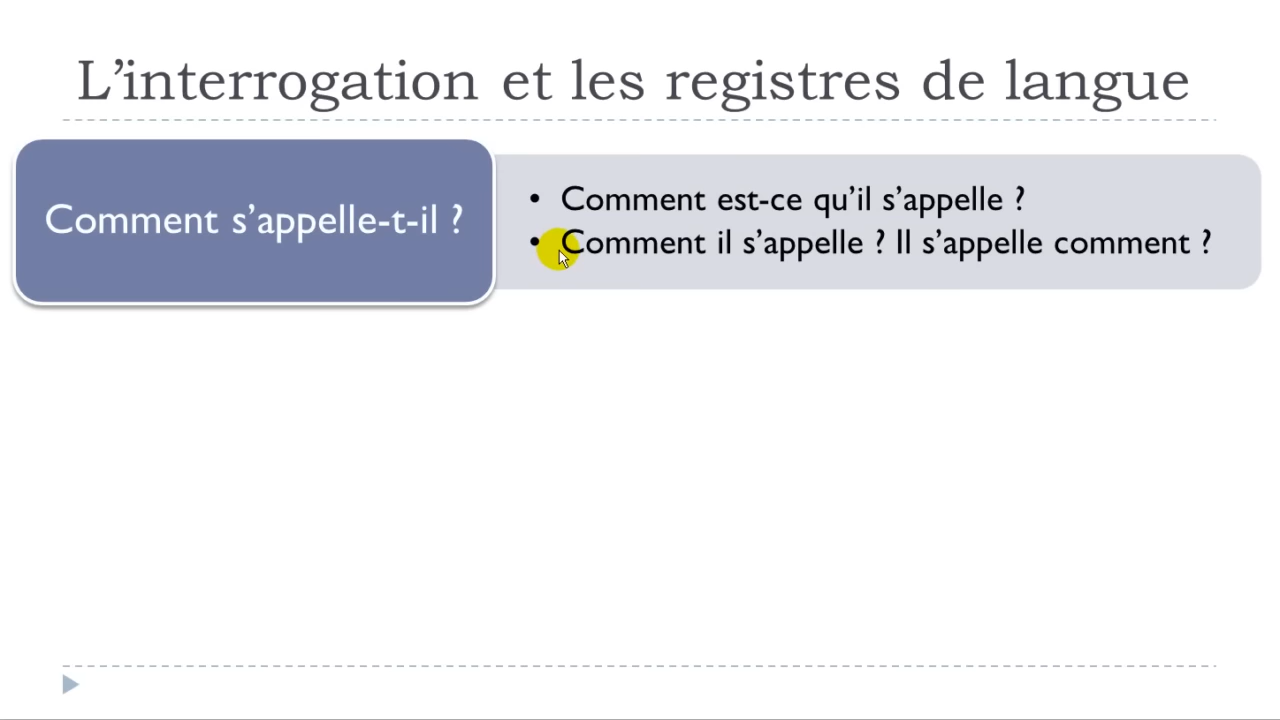 L’interrogation et les registres de langue
Comment s’appelle-t-il ?
• Comment est-ce qu’il s’appelle ?
• Comment il s’appelle ? Il s’appelle comment ?